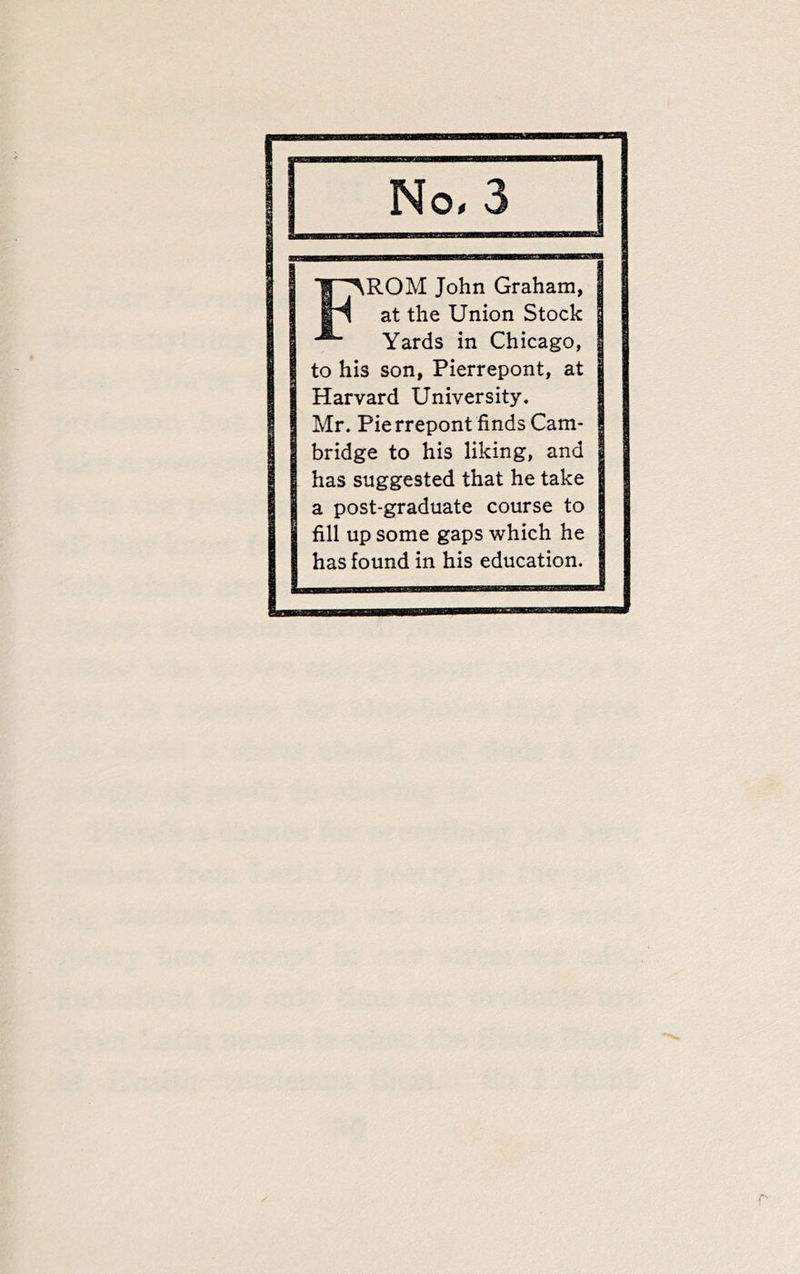 No. 3
FROM John Graham,
at the Union Stock
Yards in Chicago,
to his son, Pierrepont, at
Harvard University.
Mr. Pierrepont finds Cam-
bridge to his liking, and
has suggested that he take
a post-graduate course to
fill up some gaps which he
has found in his education.